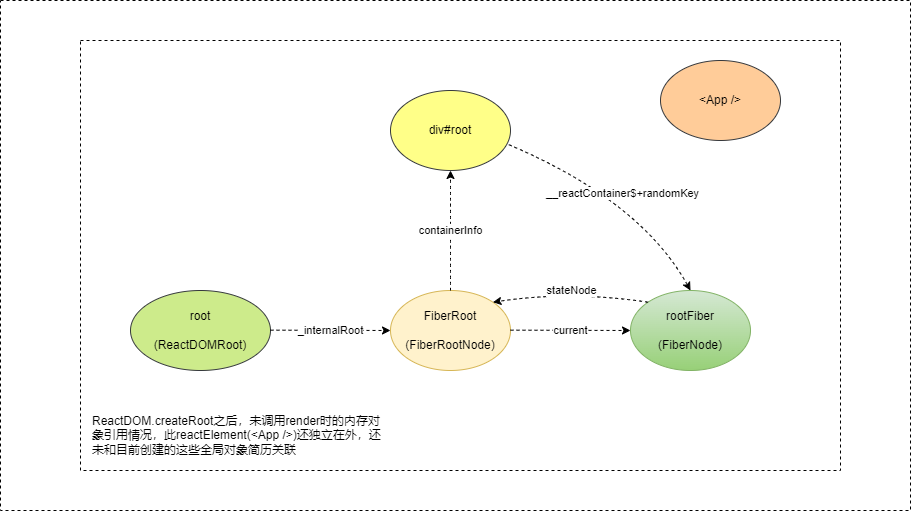 <App />
div#root
__reactContainer$+randomKey
containerInfo
stateNode
root
(ReactDOMRoot)
_internalRoot
FiberRoot
(FiberRootNode)
current
rootFiber
(FiberNode)
ReactDOM.createRoot之后，未调用render时的内存对
象引用情况，此reactElement(<App />)还独立在外，还
未和目前创建的这些全局对象简历关联